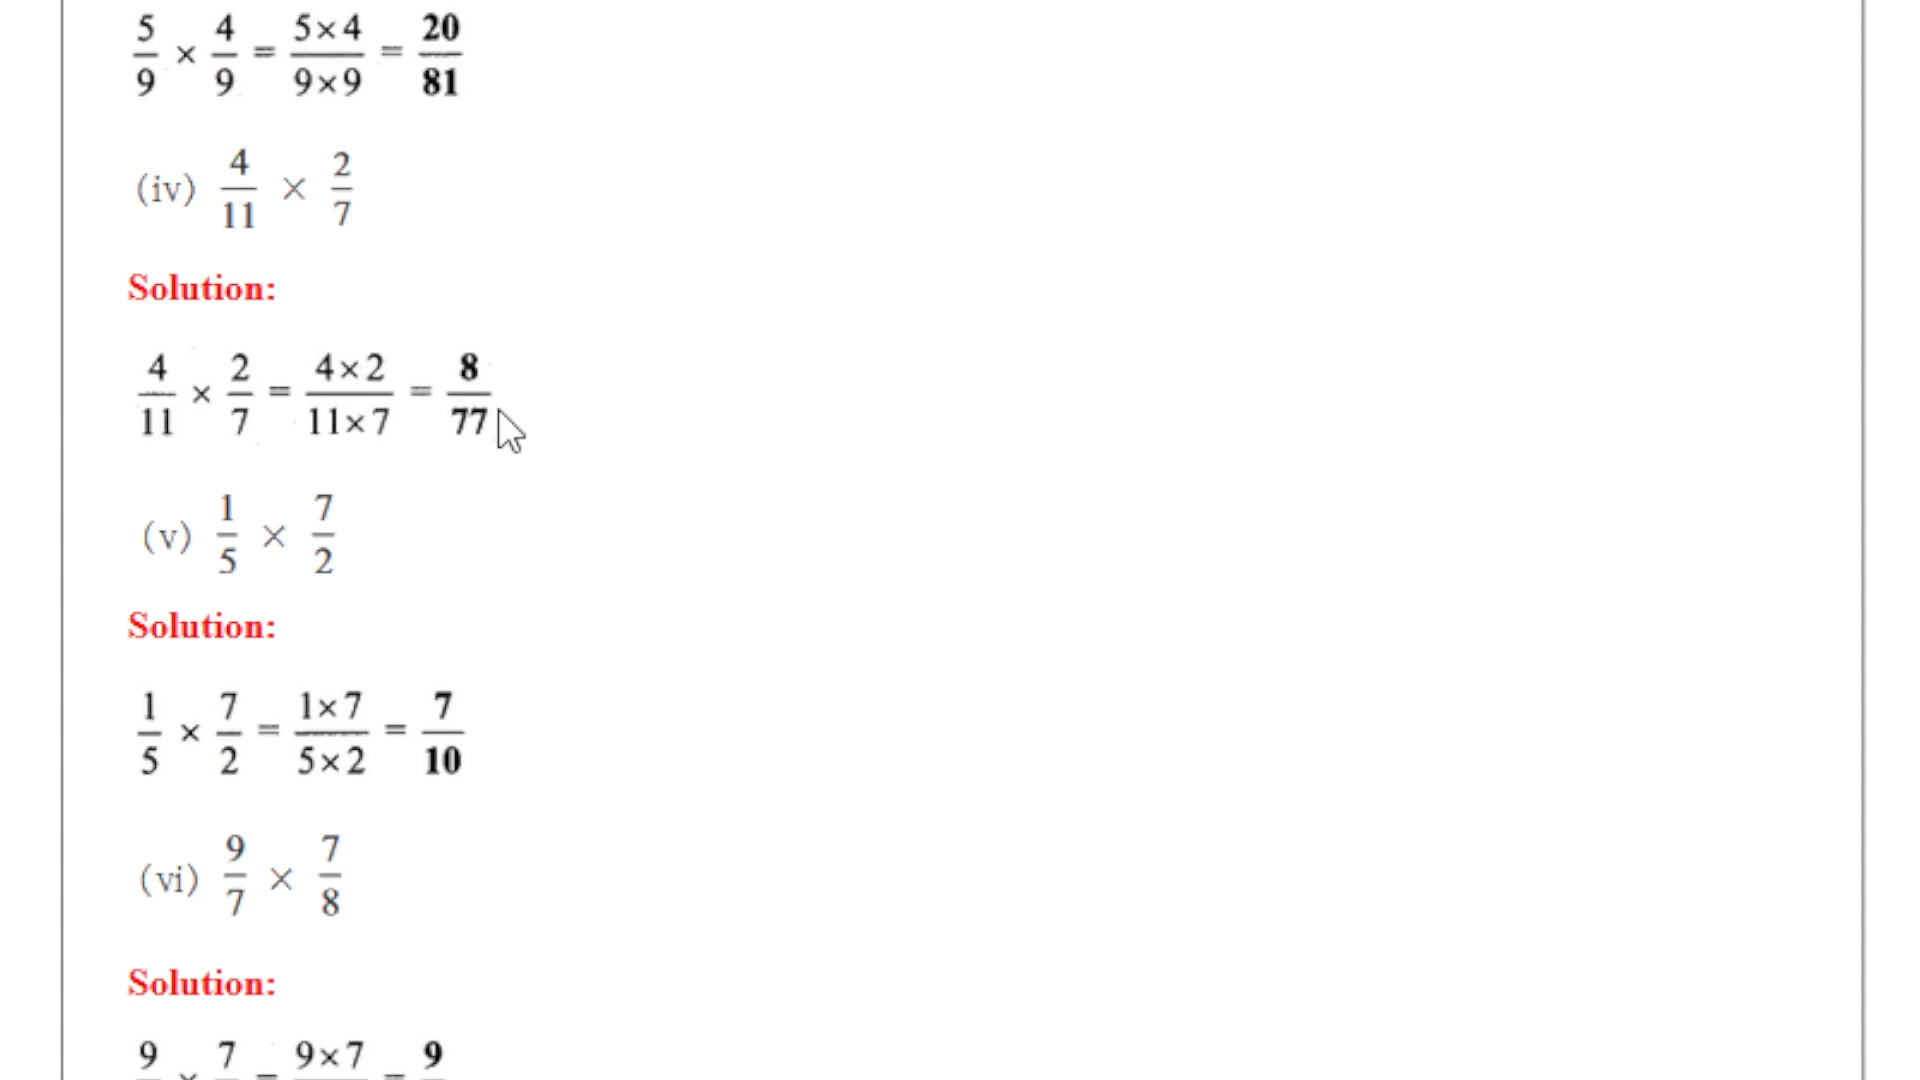 5/9 × 4/9 = 5×4/9×9 = 20/81
(iv) 4/11 × 2/7
Solution:
4/11 × 2/7 = 4×2/11×7 = 8/77
(v) 1/5 × 7/2
Solution:
1/5 × 7/2 = 1×7/5×2 = 7/10
(vi) 9/7 × 7/8
Solution:
9 × 7 = 9×7 = 9